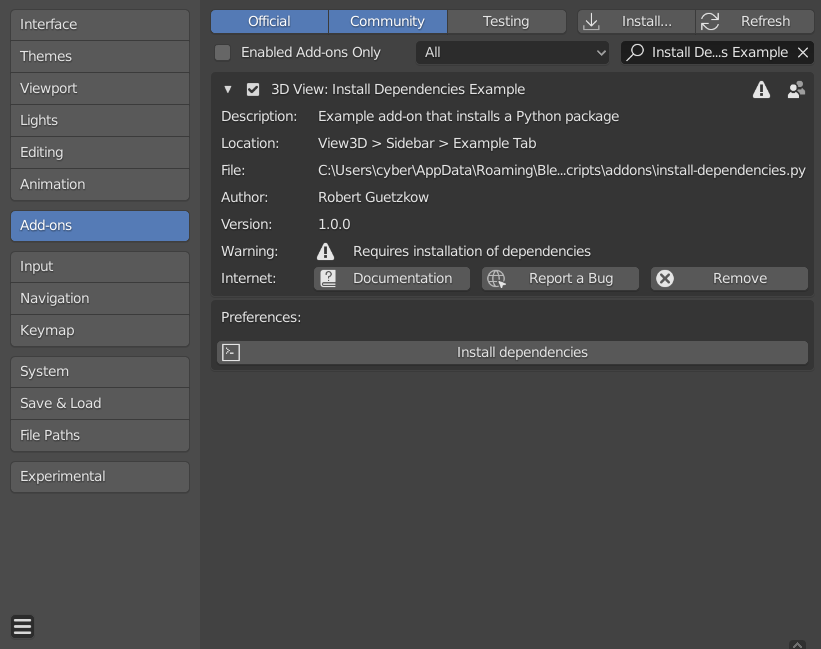 Interface
Themes
Viewport
Lights
Editing
Animation
Add-ons
Input
Navigation
Keymap
System
Save & Load
File Paths
Experimental
Official Community Testing Install... Refresh
Enabled Add-ons Only All Install De...s Example
3D View: Install Dependencies Example
Description: Example add-on that installs a Python package
Location: View3D > Sidebar > Example Tab
File: C:\Users\cyber\AppData\Roaming\Ble...cripts\addons\install-dependencies.py
Author: Robert Guetzkow
Version: 1.0.0
Warning: Requires installation of dependencies
Internet: Documentation Report a Bug Remove
Preferences:
Install dependencies